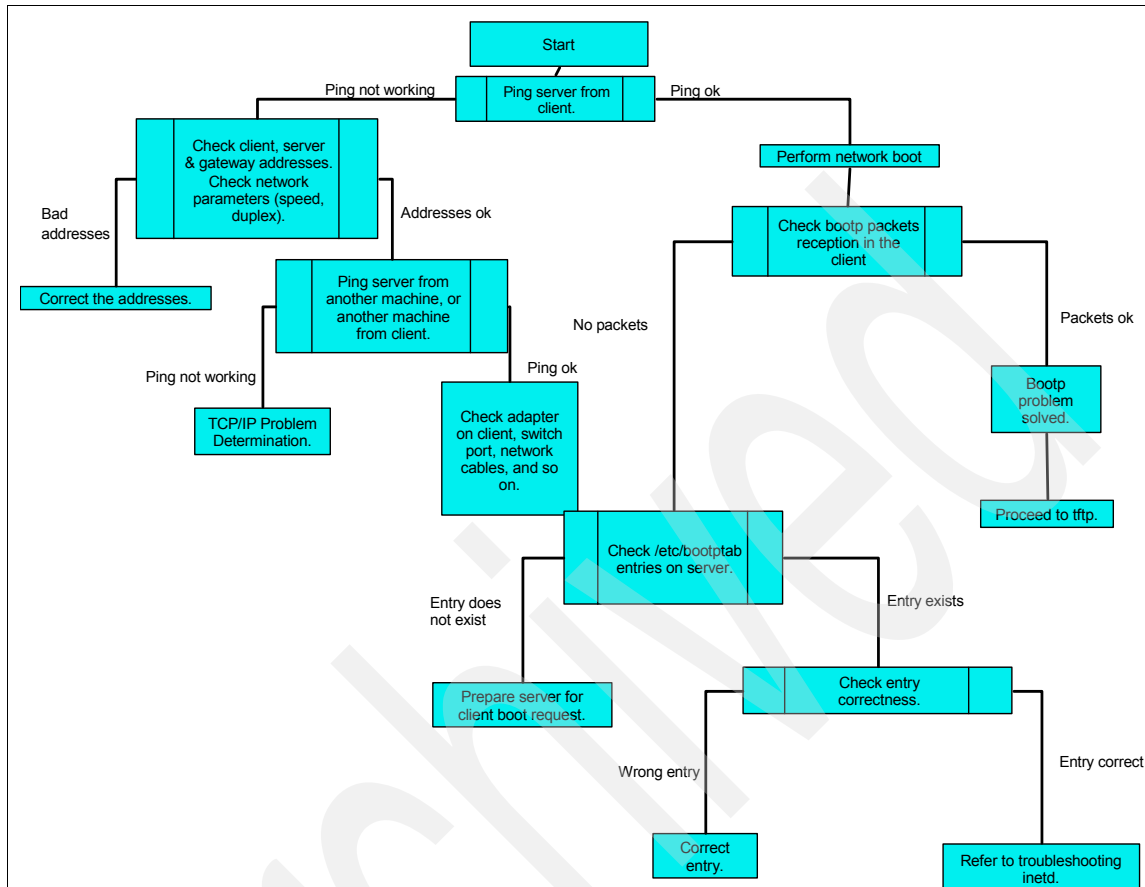 Start
Ping not working
Ping server from
client.
Ping ok
Check client, server
& gateway addresses.
Check network
parameters (speed,
duplex).
Perform network boot
Bad
addresses
Addresses ok
Check bootp packets
reception in the
client
Correct the addresses.
Ping server from
another machine, or
another machine
from client.
No packets
Packets ok
Ping not working
Ping ok
TCP/IP Problem
Determination.
Check adapter
on client, switch
port, network
cables, and so
on.
Bootp
problem
solved.
Proceed to tftp.
Check /etc/bootptab
entries on server.
Entry does
not exist
Entry exists
Prepare server for
client boot request.
Check entry
correctness.
Wrong entry
Entry correct
Correct
entry.
Refer to troubleshooting
inetd.